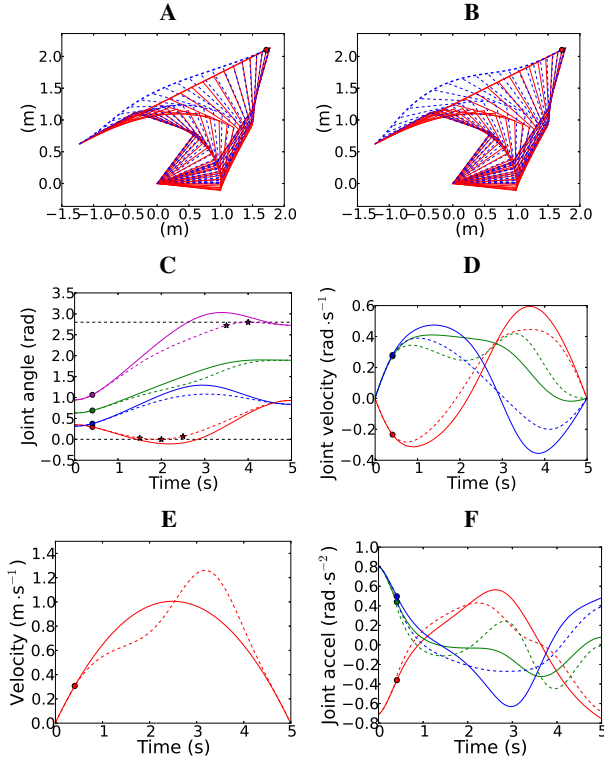 A
B
2.0
1.5
1.0
0.5
0.0
(m)
−1.5 −1.0 −0.5 0.0 0.5 1.0 1.5 2.0
(m)
2.0
1.5
1.0
0.5
0.0
(m)
−1.5 −1.0 −0.5 0.0 0.5 1.0 1.5 2.0
(m)
C
D
3.5
3.0
2.5
2.0
1.5
1.0
0.5
0.0
−0.5
Joint angle (rad)
0 1 2 3 4 5
Time (s)
0.6
0.4
0.2
0.0
−0.2
−0.4
Joint velocity (rad·s⁻¹)
0 1 2 3 4 5
Time (s)
E
F
1.4
1.2
1.0
0.8
0.6
0.4
0.2
0.0
Velocity (m·s⁻¹)
0 1 2 3 4 5
Time (s)
0.8
0.6
0.4
0.2
0.0
−0.2
−0.4
−0.6
−0.8
Joint accel (rad·s⁻²)
0 1 2 3 4 5
Time (s)